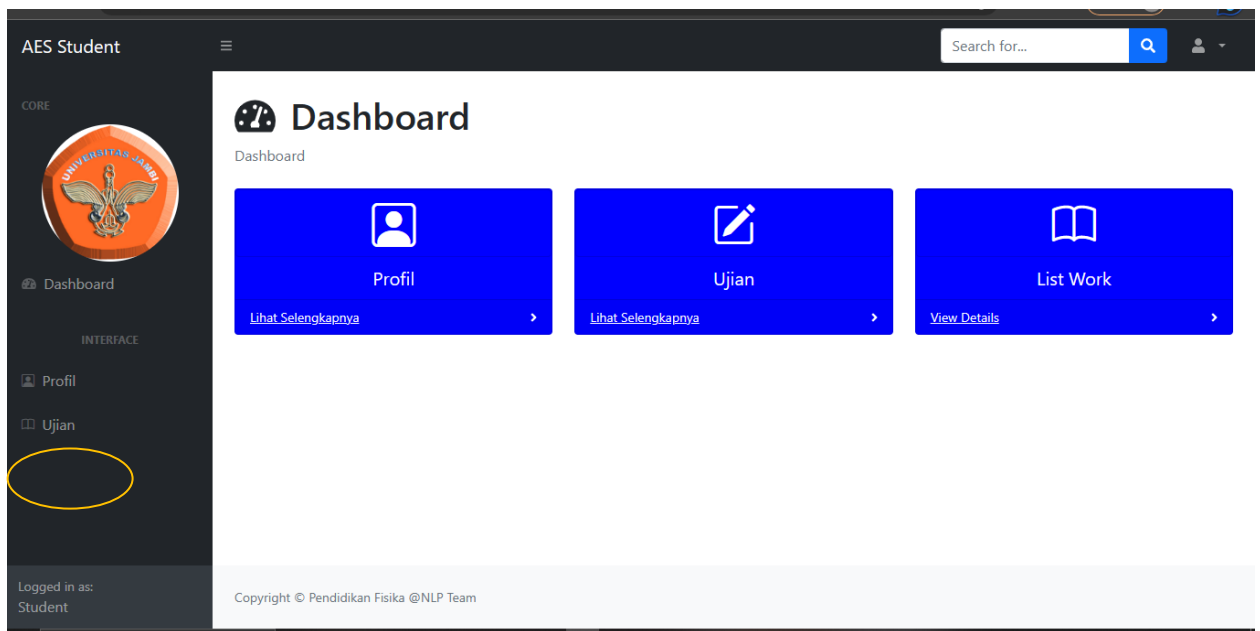 AES Student
Search for...
CORE
UNIVERSITAS JAMBI
Dashboard
INTERFACE
Profil
Ujian
Logged in as:
Student
Dashboard
Dashboard
Profil
Lihat Selengkapnya
Ujian
Lihat Selengkapnya
List Work
View Details
Copyright © Pendidikan Fisika @NLP Team